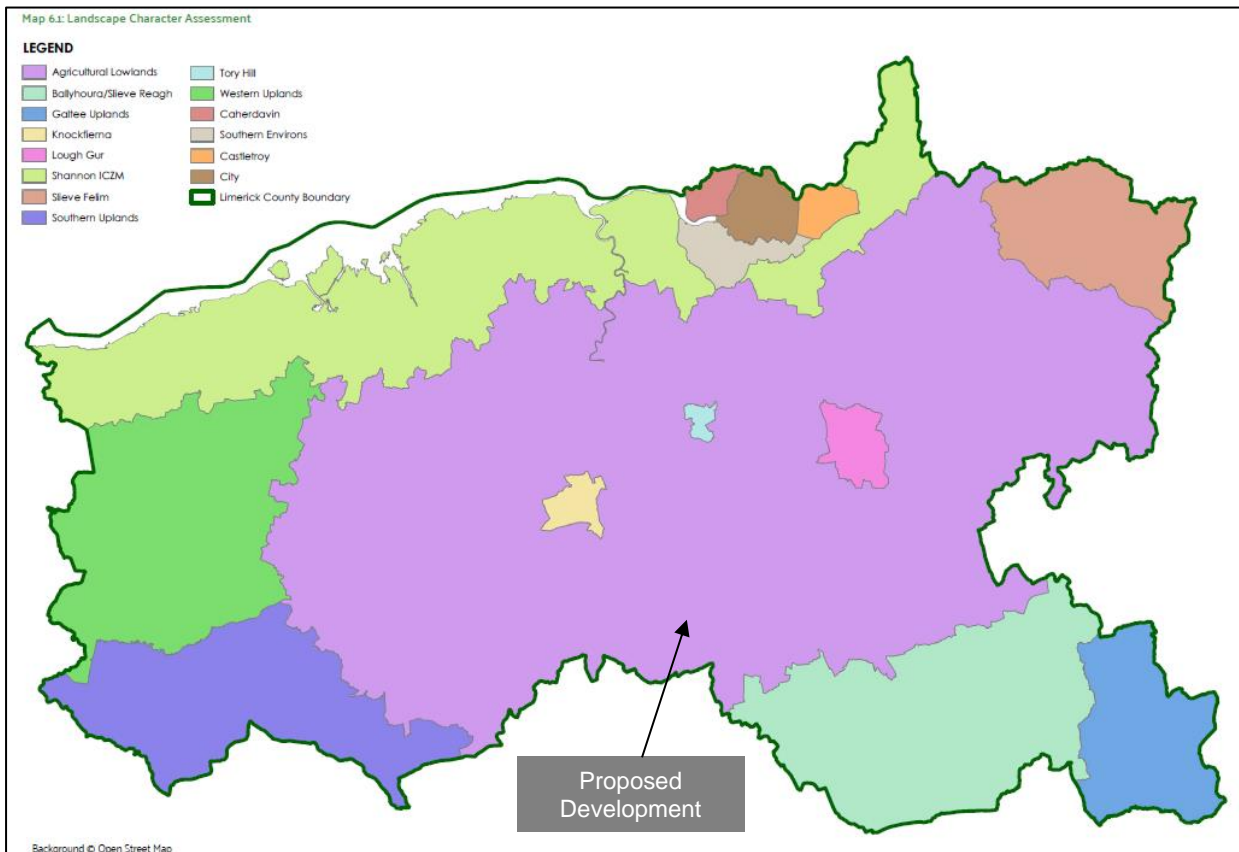 Map 6.1: Landscape Character Assessment
LEGEND
Agricultural Lowlands
Ballyhoura/Slieve Reagh
Galtee Uplands
Knockfierna
Lough Gur
Shannon ICZM
Slieve Felim
Southern Uplands
Tory Hill
Western Uplands
Caherdavin
Southern Environs
Castletroy
City
Limerick County Boundary
Proposed
Development
Background © Open Street Map